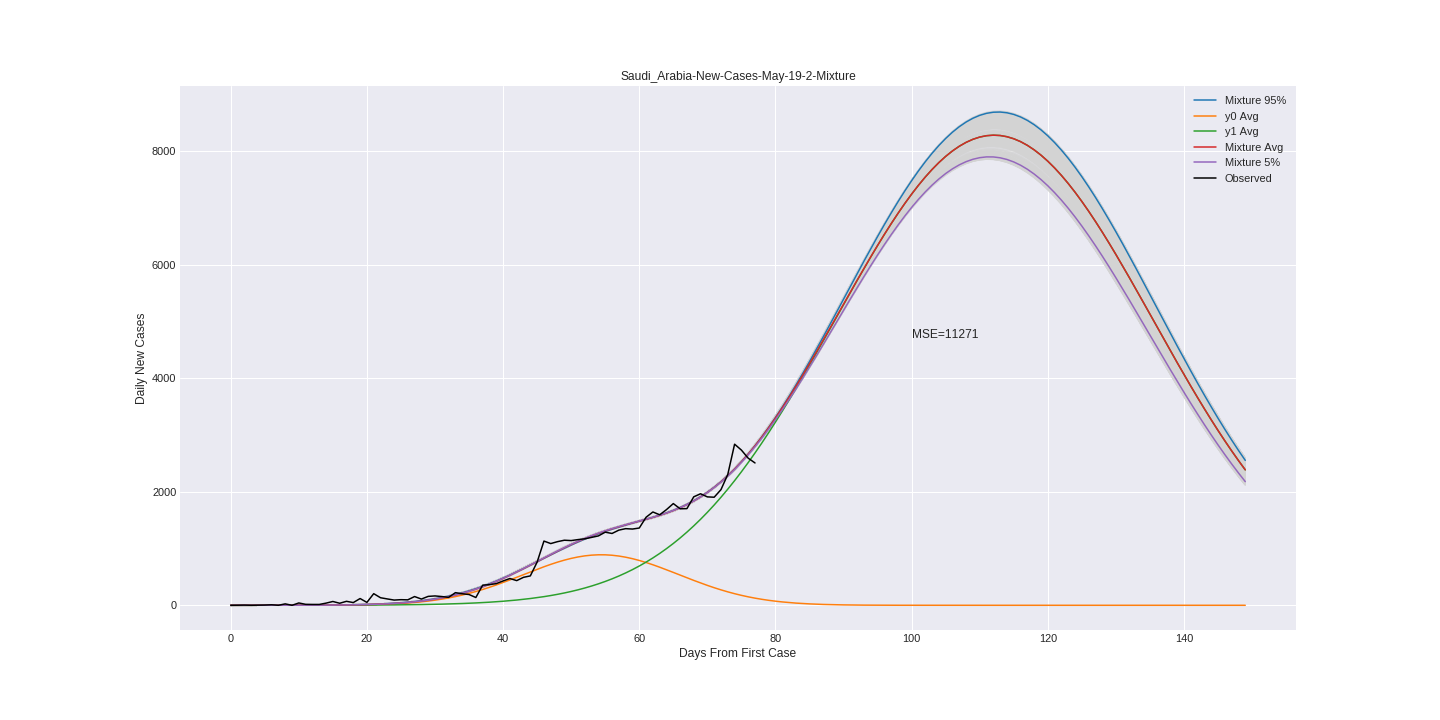 Saudi_Arabia-New-Cases-May-19-2-Mixture
Mixture 95%
y0 Avg
y1 Avg
Mixture Avg
Mixture 5%
Observed
8000
6000
4000
2000
0
Daily New Cases
MSE=11271
0 20 40 60 80 100 120 140
Days From First Case